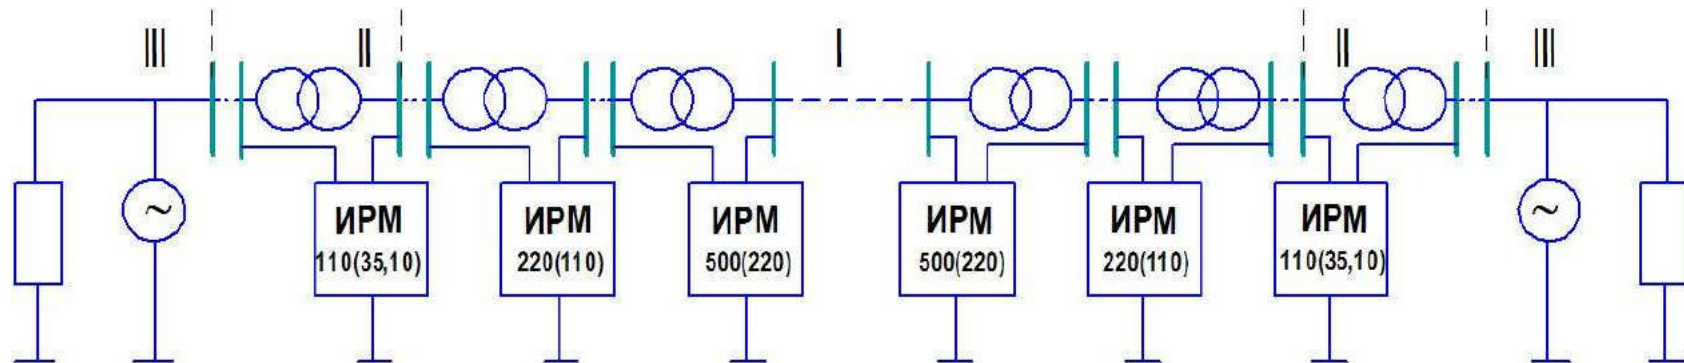 III II I II III
~ ИРМ ИРМ ИРМ ИРМ ИРМ ИРМ ~
110(35,10) 220(110) 500(220) 500(220) 220(110) 110(35,10)